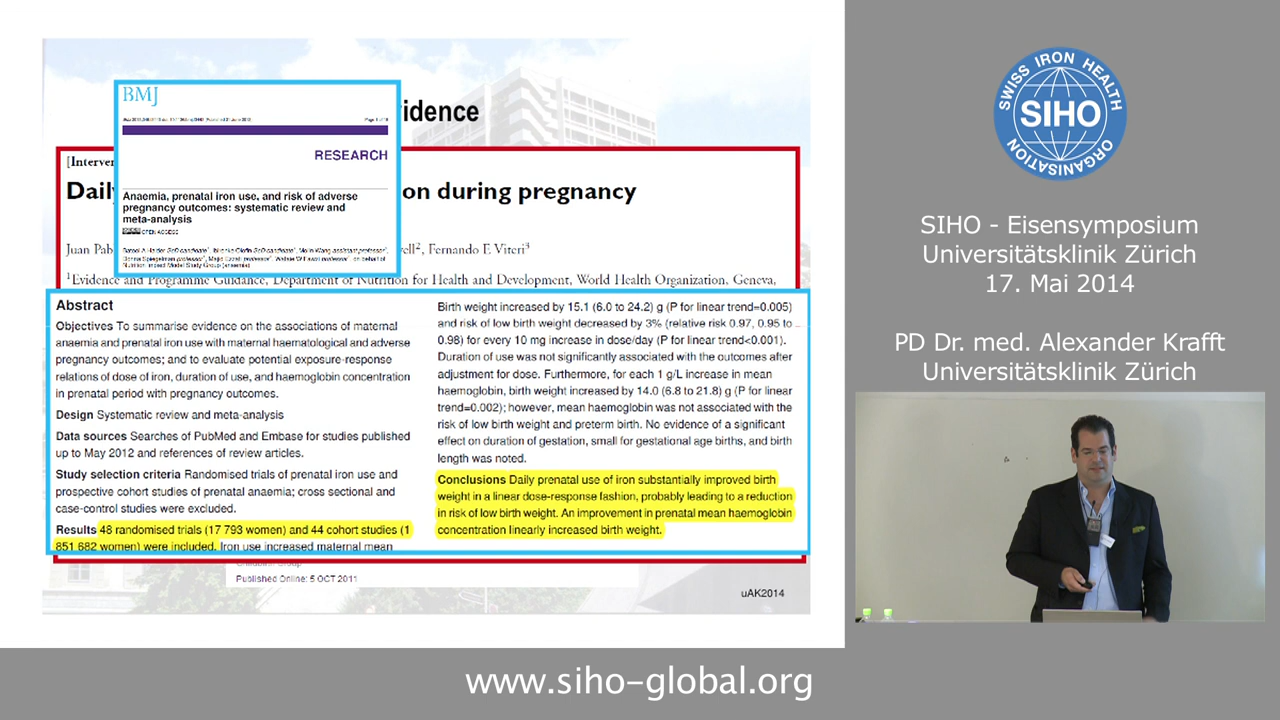 idence
BMJ
RESEARCH
Anaemia, prenatal iron use, and risk of adverse
pregnancy outcomes: systematic review and
meta-analysis
OPEN ACCESS
[Interven
Dail on during pregnancy
Juan Pab ell², Fernando E Viteri³
¹Evidence and Programme Guidance, Department of Nutrition for Health and Development, World Health Organization, Geneva,
Abstract
Objectives To summarise evidence on the associations of maternal
anaemia and prenatal iron use with maternal haematological and adverse
pregnancy outcomes; and to evaluate potential exposure-response
relations of dose of iron, duration of use, and haemoglobin concentration
in prenatal period with pregnancy outcomes.
Design Systematic review and meta-analysis
Data sources Searches of PubMed and Embase for studies published
up to May 2012 and references of review articles.
Study selection criteria Randomised trials of prenatal iron use and
prospective cohort studies of prenatal anaemia; cross sectional and
case-control studies were excluded.
Results 48 randomised trials (17 793 women) and 44 cohort studies (1
851 682 women) were included. Iron use increased maternal mean
Birth weight increased by 15.1 (6.0 to 24.2) g (P for linear trend=0.005)
and risk of low birth weight decreased by 3% (relative risk 0.97, 0.95 to
0.98) for every 10 mg increase in dose/day (P for linear trend<0.001).
Duration of use was not significantly associated with the outcomes after
adjustment for dose. Furthermore, for each 1 g/L increase in mean
haemoglobin, birth weight increased by 14.0 (6.8 to 21.8) g (P for linear
trend=0.002); however, mean haemoglobin was not associated with the
risk of low birth weight and preterm birth. No evidence of a significant
effect on duration of gestation, small for gestational age births, and birth
length was noted.
Conclusions Daily prenatal use of iron substantially improved birth
weight in a linear dose-response fashion, probably leading to a reduction
in risk of low birth weight. An improvement in prenatal mean haemoglobin
concentration linearly increased birth weight.
Published Online: 5 OCT 2011
uAK2014
SWISS IRON HEALTH
SIHO
ORGANISATION
SIHO - Eisensymposium
Universitätsklinik Zürich
17. Mai 2014
PD Dr. med. Alexander Krafft
Universitätsklinik Zürich
www.siho-global.org